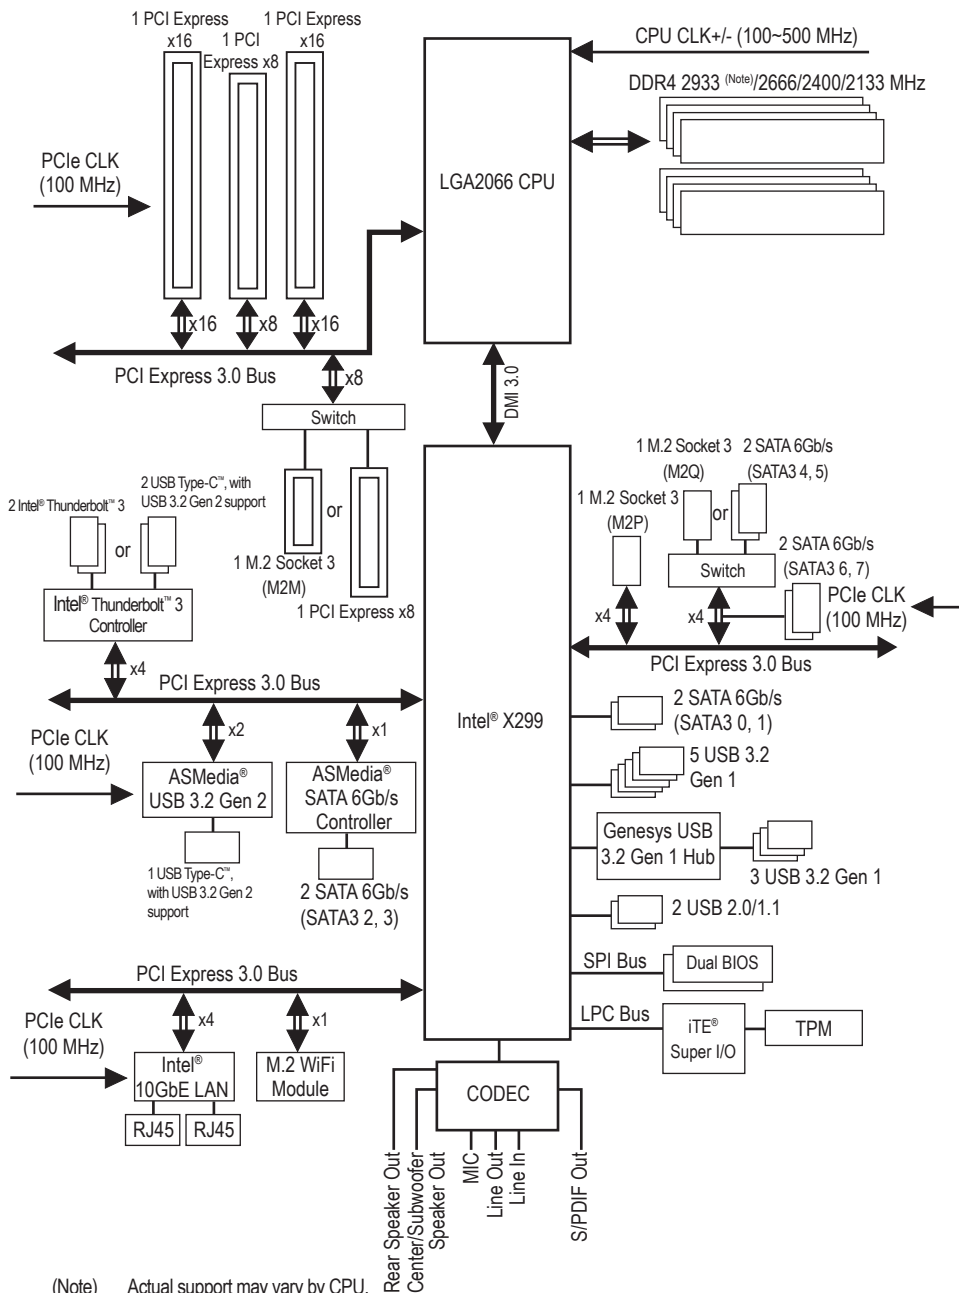 1 PCI Express
x16
1 PCI
Express x8
1 PCI Express
x16
CPU CLK+/- (100~500 MHz)
DDR4 2933 (Note)/2666/2400/2133 MHz
PCIe CLK
(100 MHz)
LGA2066 CPU
x16
x8
x16
PCI Express 3.0 Bus
x8
DMI 3.0
Switch
2 Intel® Thunderbolt™ 3
2 USB Type-C™, with
USB 3.2 Gen 2 support
or
or
1 M.2 Socket 3
(M2M)
1 PCI Express x8
Intel® Thunderbolt™ 3
Controller
x4
PCI Express 3.0 Bus
1 M.2 Socket 3
(M2Q)
2 SATA 6Gb/s
(SATA3 4, 5)
1 M.2 Socket 3
(M2P)
or
Switch
2 SATA 6Gb/s
(SATA3 6, 7)
x4
x4
PCIe CLK
(100 MHz)
PCI Express 3.0 Bus
Intel® X299
x2
x1
PCIe CLK
(100 MHz)
ASMedia®
USB 3.2 Gen 2
ASMedia®
SATA 6Gb/s
Controller
1 USB Type-C™,
with USB 3.2 Gen 2
support
2 SATA 6Gb/s
(SATA3 2, 3)
2 SATA 6Gb/s
(SATA3 0, 1)
5 USB 3.2
Gen 1
Genesys USB
3.2 Gen 1 Hub
3 USB 3.2 Gen 1
2 USB 2.0/1.1
SPI Bus
Dual BIOS
LPC Bus
iTE®
Super I/O
TPM
PCI Express 3.0 Bus
x4
x1
PCIe CLK
(100 MHz)
Intel®
10GbE LAN
M.2 WiFi
Module
RJ45
RJ45
CODEC
Rear Speaker Out
Center/Subwoofer
Speaker Out
MIC
Line Out
Line In
S/PDIF Out
(Note) Actual support may vary by CPU.